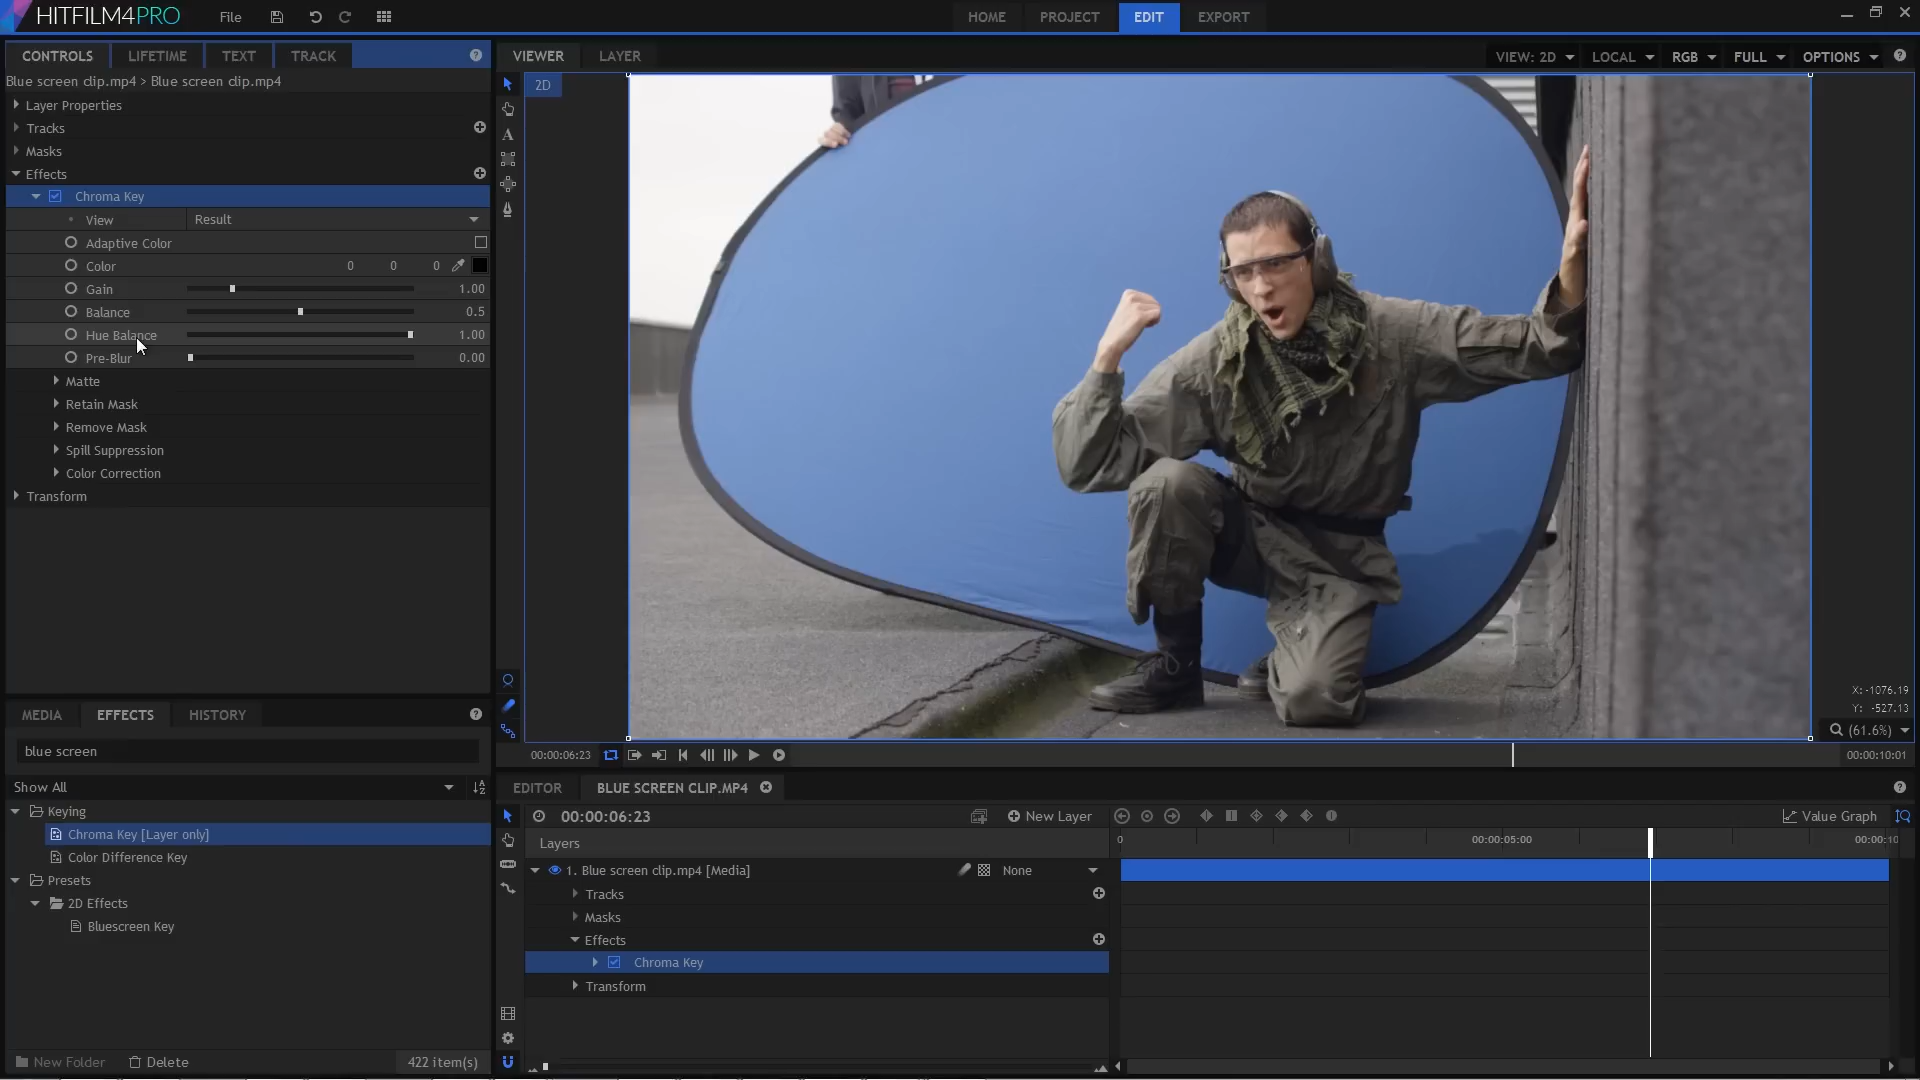 HITFILM4PRO
File
HOME
PROJECT
EDIT
EXPORT
CONTROLS
LIFETIME
TEXT
TRACK
Blue screen clip.mp4 > Blue screen clip.mp4
Layer Properties
Tracks
Masks
Effects
Chroma Key
View Result
Adaptive Color
Color 0 0 0
Gain 1.00
Balance 0.5
Hue Balance 1.00
Pre-Blur 0.00
Matte
Retain Mask
Remove Mask
Spill Suppression
Color Correction
Transform
VIEWER
LAYER
VIEW: 2D
LOCAL
RGB
FULL
OPTIONS
2D
X: -1076.19
Y: -527.13
(61.6%)
00:00:06:23
00:00:10:01
MEDIA
EFFECTS
HISTORY
blue screen
Show All
Keying
Chroma Key [Layer only]
Color Difference Key
Presets
2D Effects
Bluescreen Key
New Folder
Delete
422 item(s)
EDITOR
BLUE SCREEN CLIP.MP4
00:00:06:23
New Layer
Value Graph
Layers
0
00:00:05:00
00:00:10
1. Blue screen clip.mp4 [Media]
None
Tracks
Masks
Effects
Chroma Key
Transform